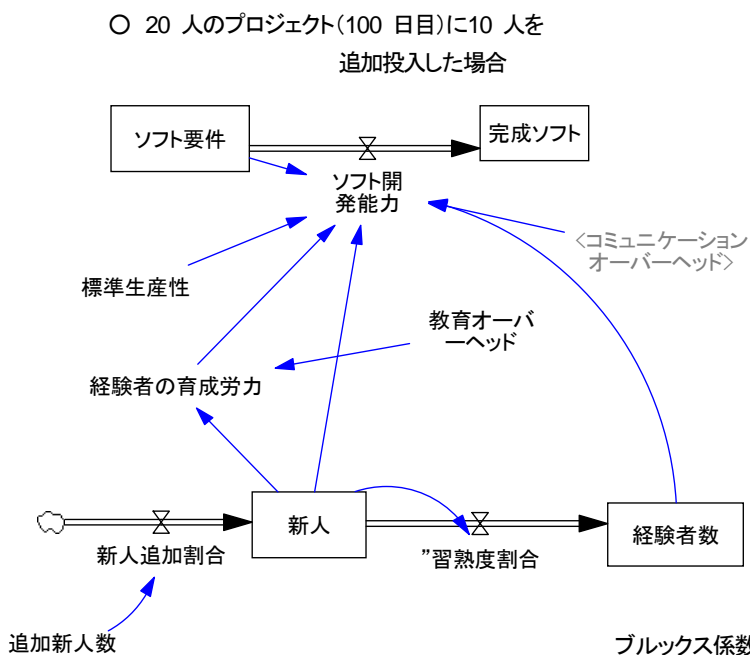 ○ 20 人のプロジェクト(100 日目)に10 人を
追加投入した場合
ソフト要件
完成ソフト
ソフト開
発能力
<コミュニケーション
オーバーヘッド>
標準生産性
教育オーバ
ーヘッド
経験者の育成労力
新人
経験者数
新人追加割合
”習熟度割合
追加新人数
ブルックス係数